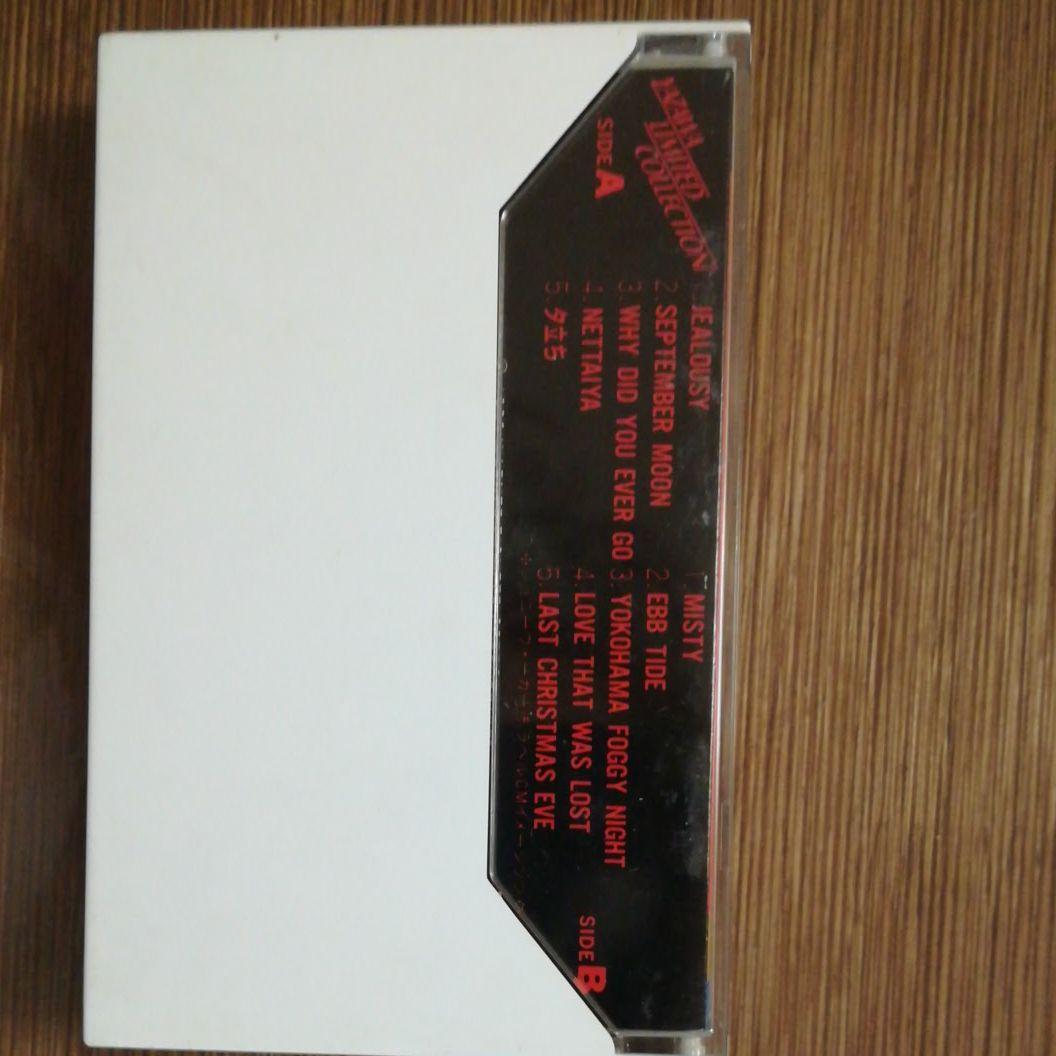 YAZAWA
LIMITED
COLLECTION
SIDE A
JEALOUSY
2. SEPTEMBER MOON
3. WHY DID YOU EVER GO
4. NETTAIYA
5. 夕立ち
1. MISTY
2. EBB TIDE
3. YOKOHAMA FOGGY NIGHT
4. LOVE THAT WAS LOST
5. LAST CHRISTMAS EVE
SIDE B